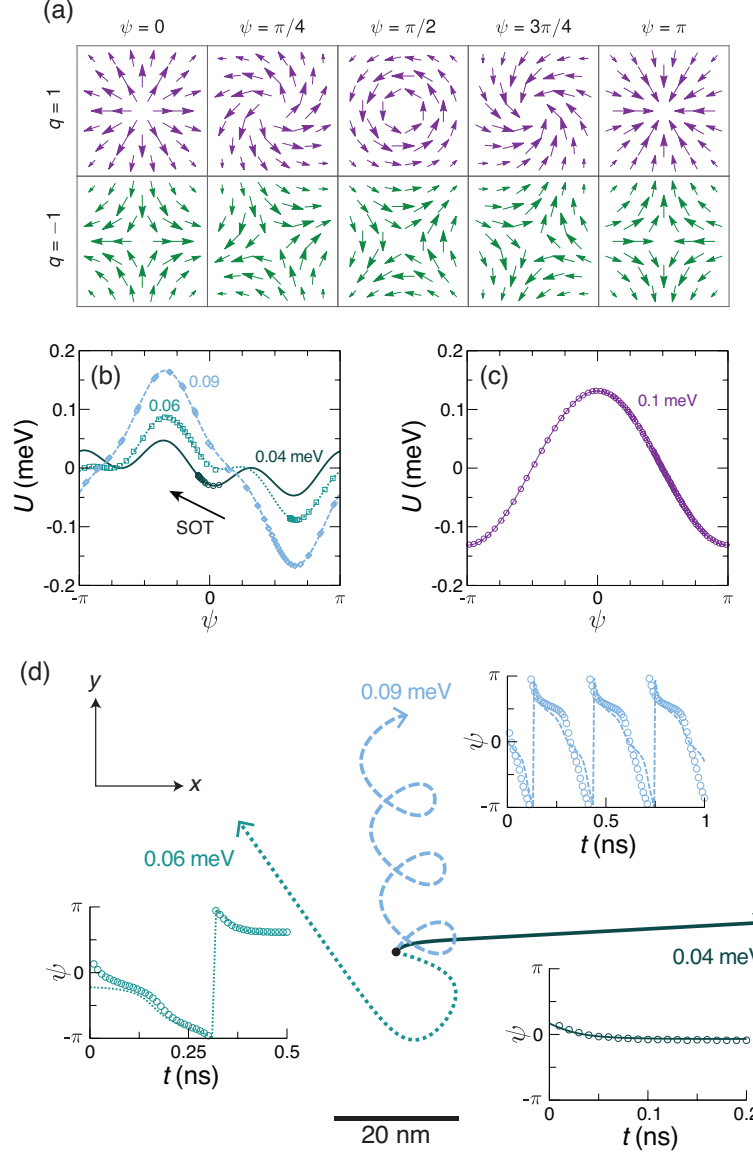 (a)
ψ = 0 ψ = π/4 ψ = π/2 ψ = 3π/4 ψ = π
q = 1
q = −1
(b)
0.2
0.1
0
-0.1
-0.2
U (meV)
0.09
0.06
0.04 meV
SOT
-π 0 π
ψ
(c)
0.2
0.1
0
-0.1
-0.2
U (meV)
0.1 meV
-π 0 π
ψ
(d)
y
x
0.09 meV
π
0
-π
ψ
0 0.5 1
t (ns)
0.06 meV
π
0
-π
ψ
0 0.25 0.5
t (ns)
0.04 meV
π
0
-π
ψ
0 0.1 0.2
t (ns)
20 nm